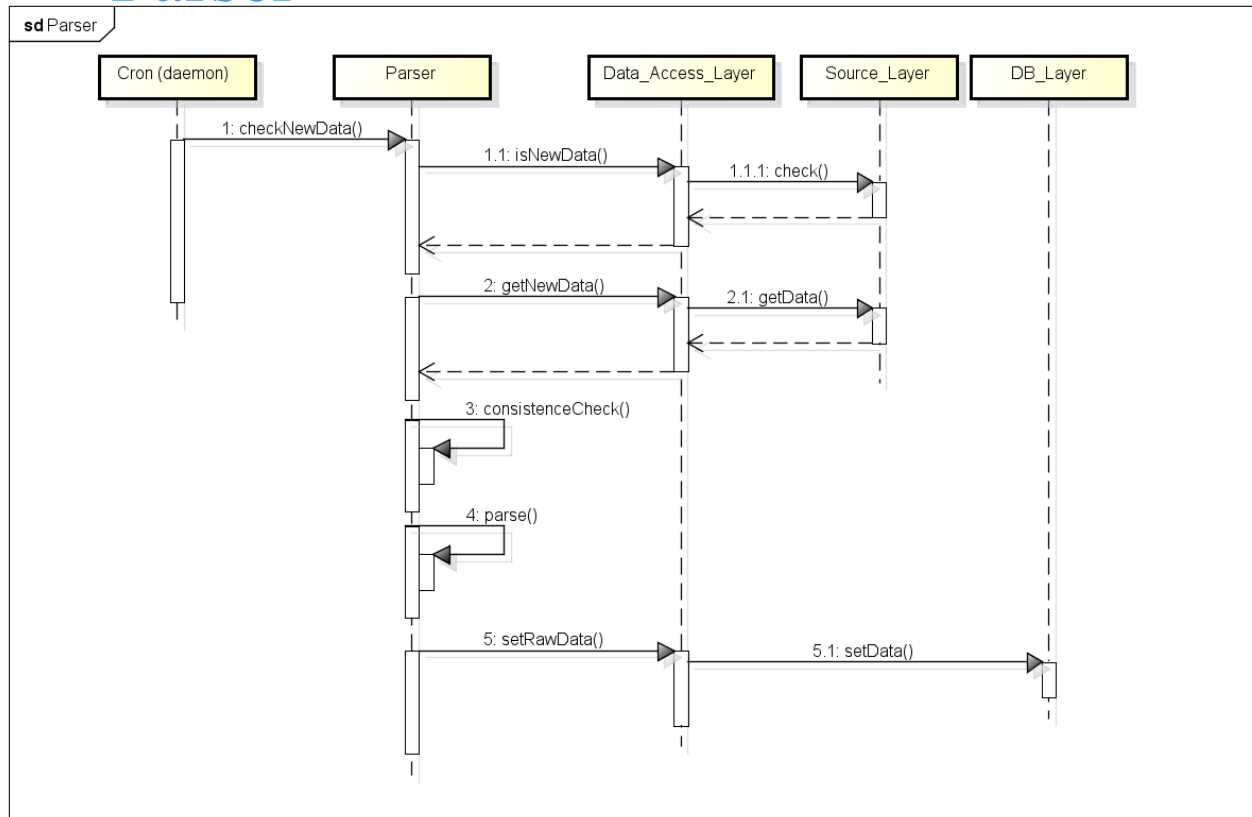 Parser
sd Parser
Cron (daemon)
Parser
Data_Access_Layer
Source_Layer
DB_Layer
1: checkNewData()
1.1: isNewData()
1.1.1: check()
2: getNewData()
2.1: getData()
3: consistenceCheck()
4: parse()
5: setRawData()
5.1: setData()